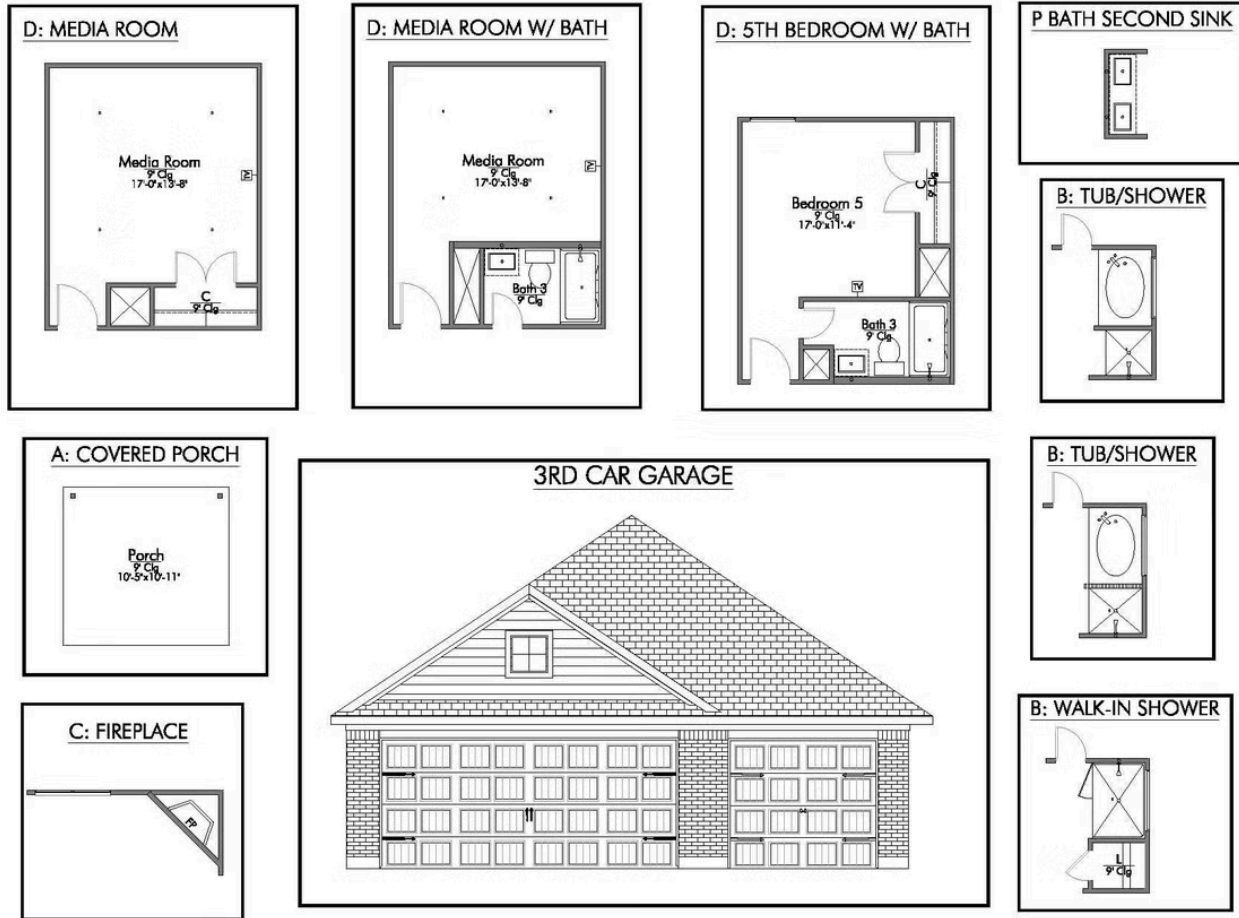 D: MEDIA ROOM
Media Room
9' Clg
17'-0"x13'-8"
TV
C
9' Clg
D: MEDIA ROOM W/ BATH
Media Room
9' Clg
17'-0"x13'-8"
TV
Bath 3
9' Clg
D: 5TH BEDROOM W/ BATH
Bedroom 5
9' Clg
17'-0"x11'-4"
C
9' Clg
TV
Bath 3
9' Clg
P BATH SECOND SINK
B: TUB/SHOWER
A: COVERED PORCH
Porch
9' Clg
10'-5"x10'-11"
3RD CAR GARAGE
B: TUB/SHOWER
C: FIREPLACE
FP
B: WALK-IN SHOWER
L
9' Clg